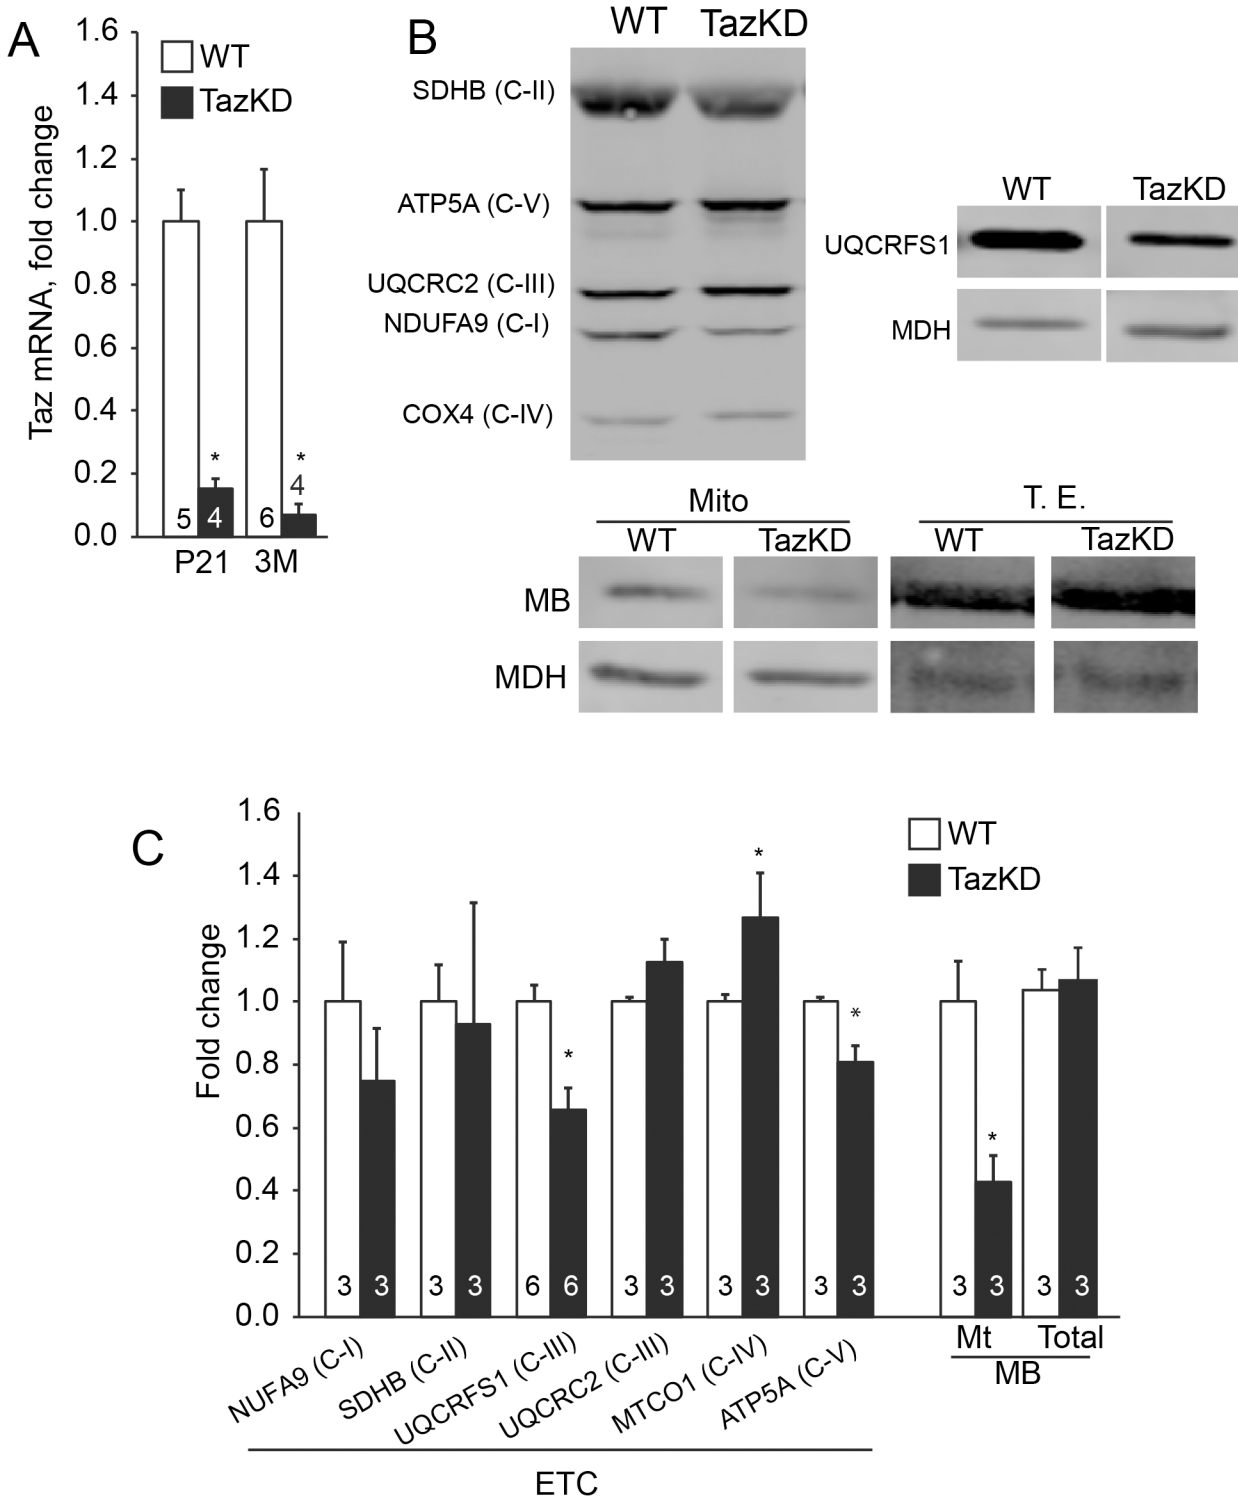 A
1.6
1.4
1.2
1.0
0.8
0.6
0.4
0.2
0.0
Taz mRNA, fold change
WT
TazKD
*
*
4
5
4
6
P21
3M
B
WT
TazKD
SDHB (C-II)
ATP5A (C-V)
UQCRC2 (C-III)
NDUFA9 (C-I)
COX4 (C-IV)
WT
TazKD
UQCRFS1
MDH
Mito
T. E.
WT
TazKD
WT
TazKD
MB
MDH
C
1.6
1.4
1.2
1.0
0.8
0.6
0.4
0.2
0.0
Fold change
WT
TazKD
*
*
*
*
3
3
3
3
6
6
3
3
3
3
3
3
3
3
3
3
NUFA9 (C-I)
SDHB (C-II)
UQCRFS1 (C-III)
UQCRC2 (C-III)
MTCO1 (C-IV)
ATP5A (C-V)
Mt
Total
MB
ETC